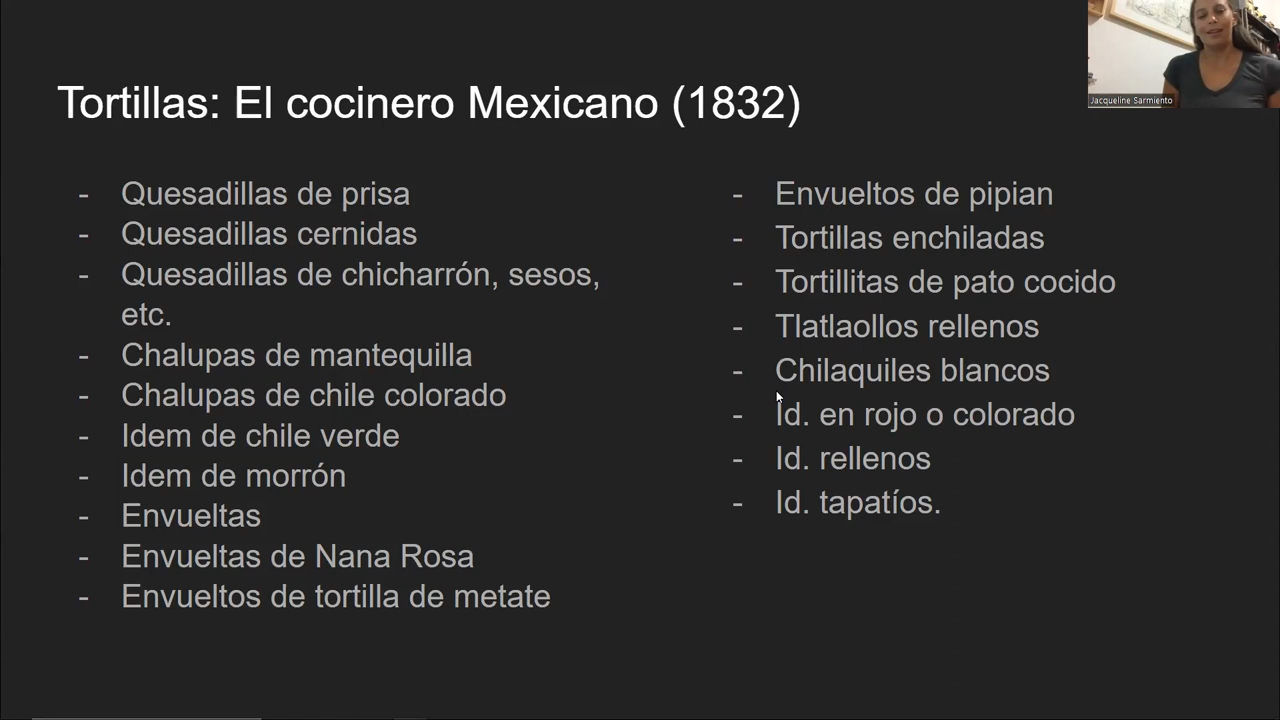 Tortillas: El cocinero Mexicano (1832)
- Quesadillas de prisa
- Quesadillas cernidas
- Quesadillas de chicharrón, sesos,
etc.
- Chalupas de mantequilla
- Chalupas de chile colorado
- Idem de chile verde
- Idem de morrón
- Envueltas
- Envueltas de Nana Rosa
- Envueltos de tortilla de metate
- Envueltos de pipian
- Tortillas enchiladas
- Tortillitas de pato cocido
- Tlatlaollos rellenos
- Chilaquiles blancos
- Id. en rojo o colorado
- Id. rellenos
- Id. tapatíos.
Jacqueline Sarmiento